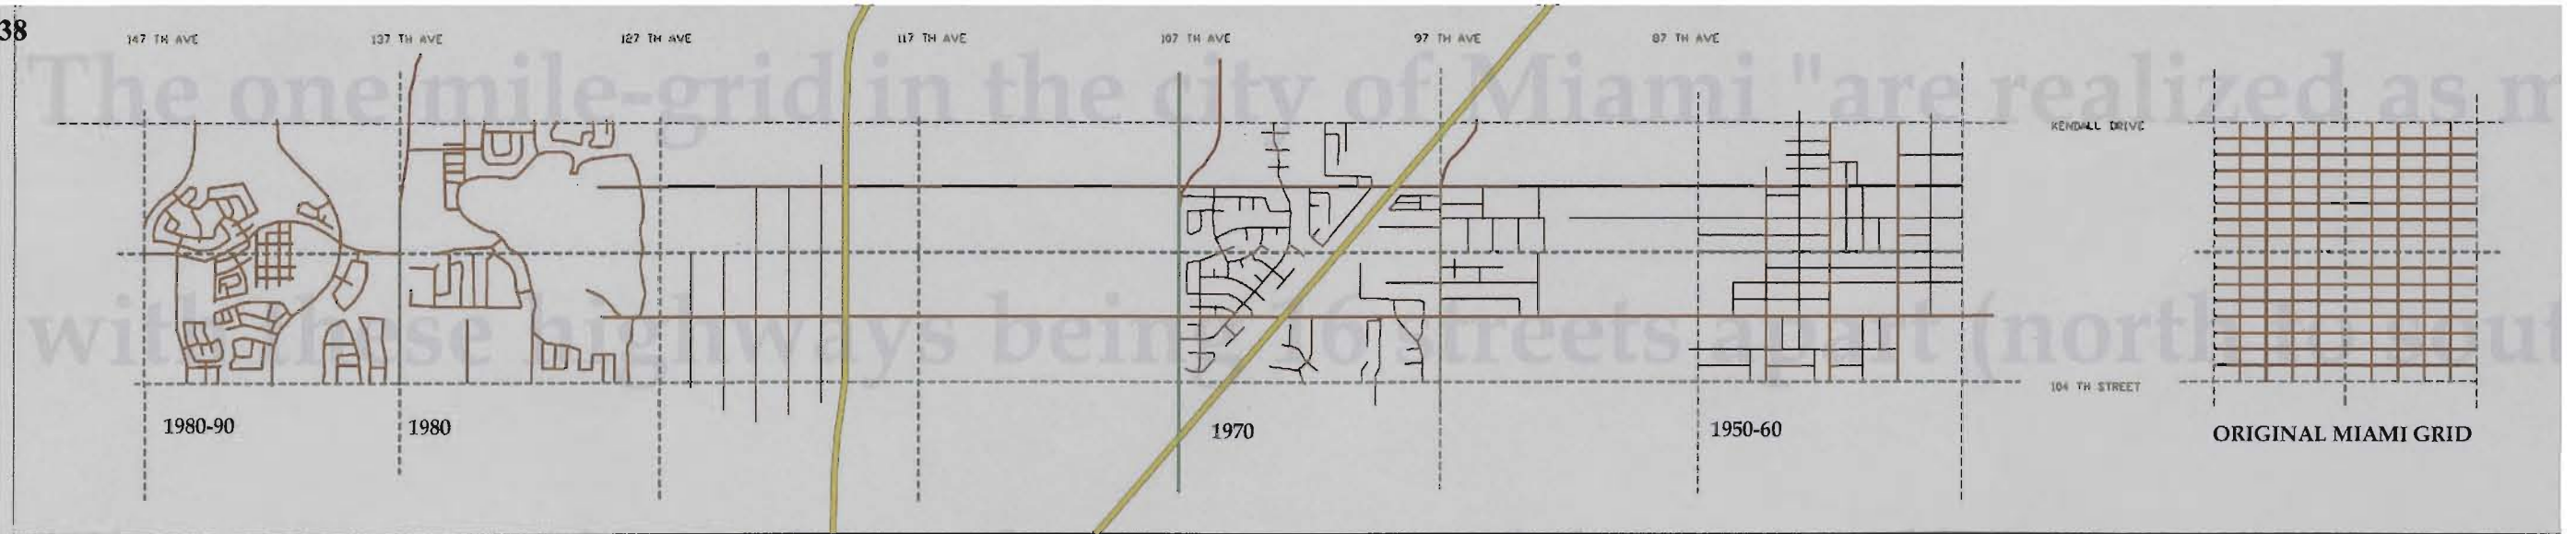 38
147 TH AVE 137 TH AVE 127 TH AVE 117 TH AVE 107 TH AVE 97 TH AVE 87 TH AVE
The one mile-grid in the city of Miami "are realized as m
KENDALL DRIVE
with these highways being 16 streets apart (north to sout
104 TH STREET
1980-90 1980 1970 1950-60 ORIGINAL MIAMI GRID